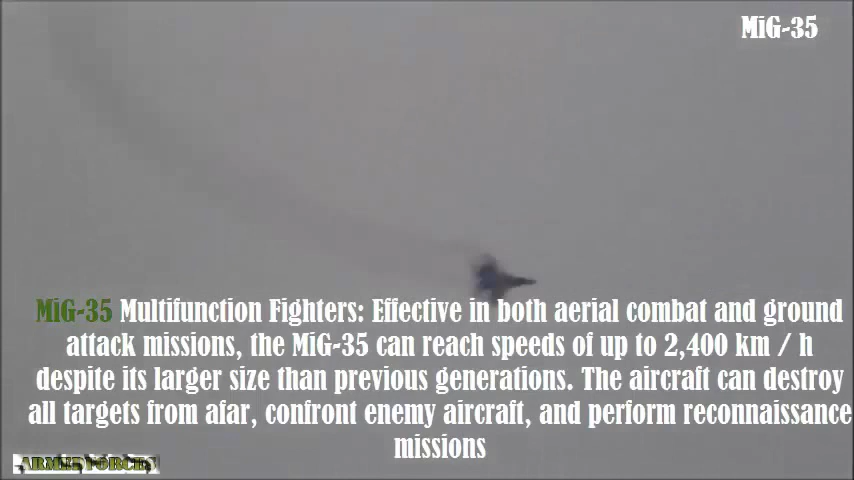 MiG-35
MiG-35 Multifunction Fighters: Effective in both aerial combat and ground
attack missions, the MiG-35 can reach speeds of up to 2,400 km / h
despite its larger size than previous generations. The aircraft can destroy
all targets from afar, confront enemy aircraft, and perform reconnaissance
missions
ARMED FORCES